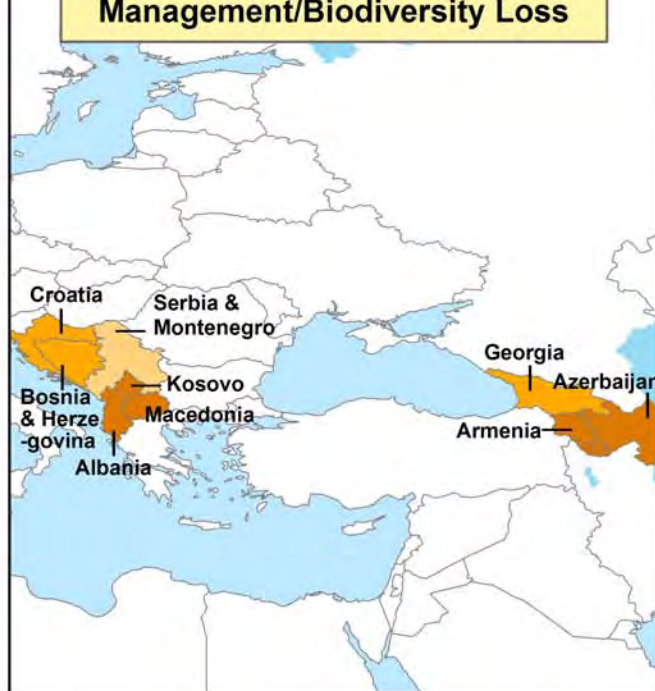 Management/Biodiversity Loss
Croatia
Serbia &
Montenegro
Georgia
Azerbaijan
Kosovo
Bosnia
& Herze
-govina
Macedonia
Armenia
Albania